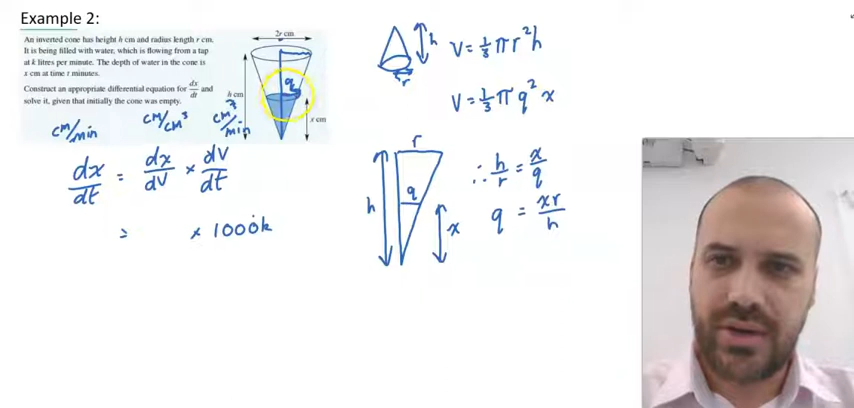 Example 2:
An inverted cone has height h cm and radius length r cm.
It is being filled with water, which is flowing from a tap
at k litres per minute. The depth of water in the cone is
x cm at time t minutes.
Construct an appropriate differential equation for dx/dt and
solve it, given that initially the cone was empty.
2r cm
h cm
x cm
q
cm/min cm/cm³ cm³/min
dx/dt = dx/dV × dV/dt
= × 1000k
h
r
V = 1/3 πr²h
V = 1/3 π q² x
r
h
q
x
∴ h/r = x/q
q = xr/h